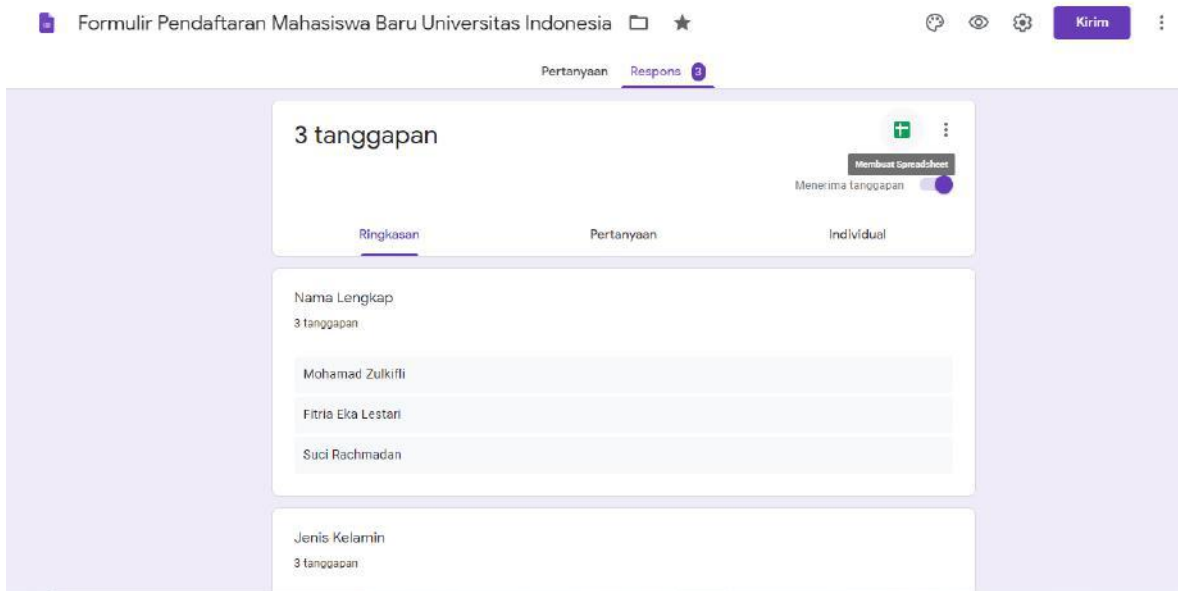 Formulir Pendaftaran Mahasiswa Baru Universitas Indonesia
Kirim
Pertanyaan Respons 3
3 tanggapan
Membuat Spreadsheet
Menerima tanggapan
Ringkasan Pertanyaan Individual
Nama Lengkap
3 tanggapan
Mohamad Zulkifli
Fitria Eka Lestari
Suci Rachmadan
Jenis Kelamin
3 tanggapan